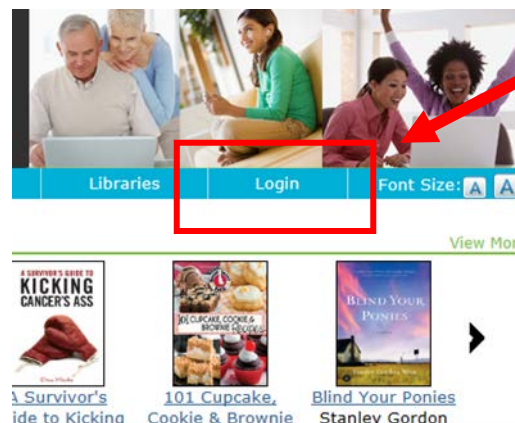 Libraries
Login
Font Size: A A
View Mor
A SURVIVOR'S GUIDE TO
KICKING
CANCER'S ASS
101 CUPCAKE, COOKIE &
BROWNIE Recipes
BLIND YOUR
PONIES
A Survivor's
ide to Kicking
101 Cupcake,
Cookie & Brownie
Blind Your Ponies
Stanley Gordon